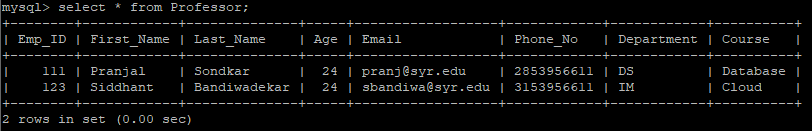 mysql> select * from Professor;
+--------+------------+--------------+-----+------------------+------------+------------+----------+
| Emp_ID | First_Name | Last_Name    | Age | Email            | Phone_No   | Department | Course   |
+--------+------------+--------------+-----+------------------+------------+------------+----------+
|    111 | Pranjal    | Sondkar      |  24 | pranj@syr.edu    | 2853956611 | DS         | Database |
|    123 | Siddhant   | Bandiwadekar |  24 | sbandiwa@syr.edu | 3153956611 | IM         | Cloud    |
+--------+------------+--------------+-----+------------------+------------+------------+----------+
2 rows in set (0.00 sec)